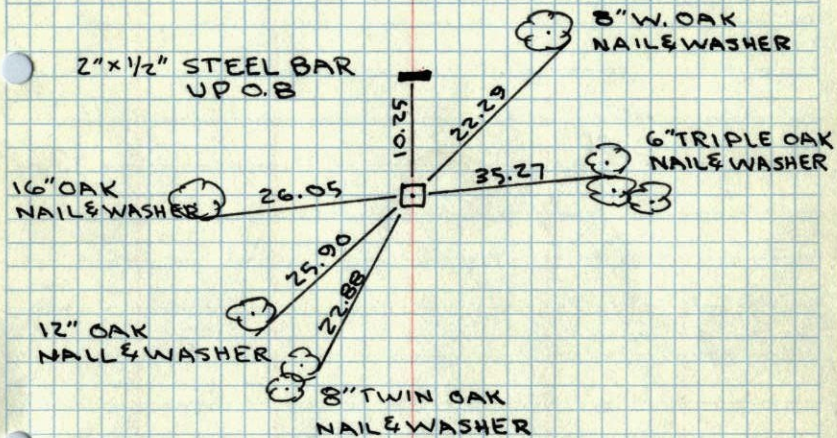 8" W. OAK
NAIL & WASHER
2" x 1/2" STEEL BAR
UP 0.8
10.25
22.29
6" TRIPLE OAK
NAIL & WASHER
35.27
16" OAK
NAIL & WASHER
26.05
25.90
22.88
12" OAK
NAIL & WASHER
8" TWIN OAK
NAIL & WASHER